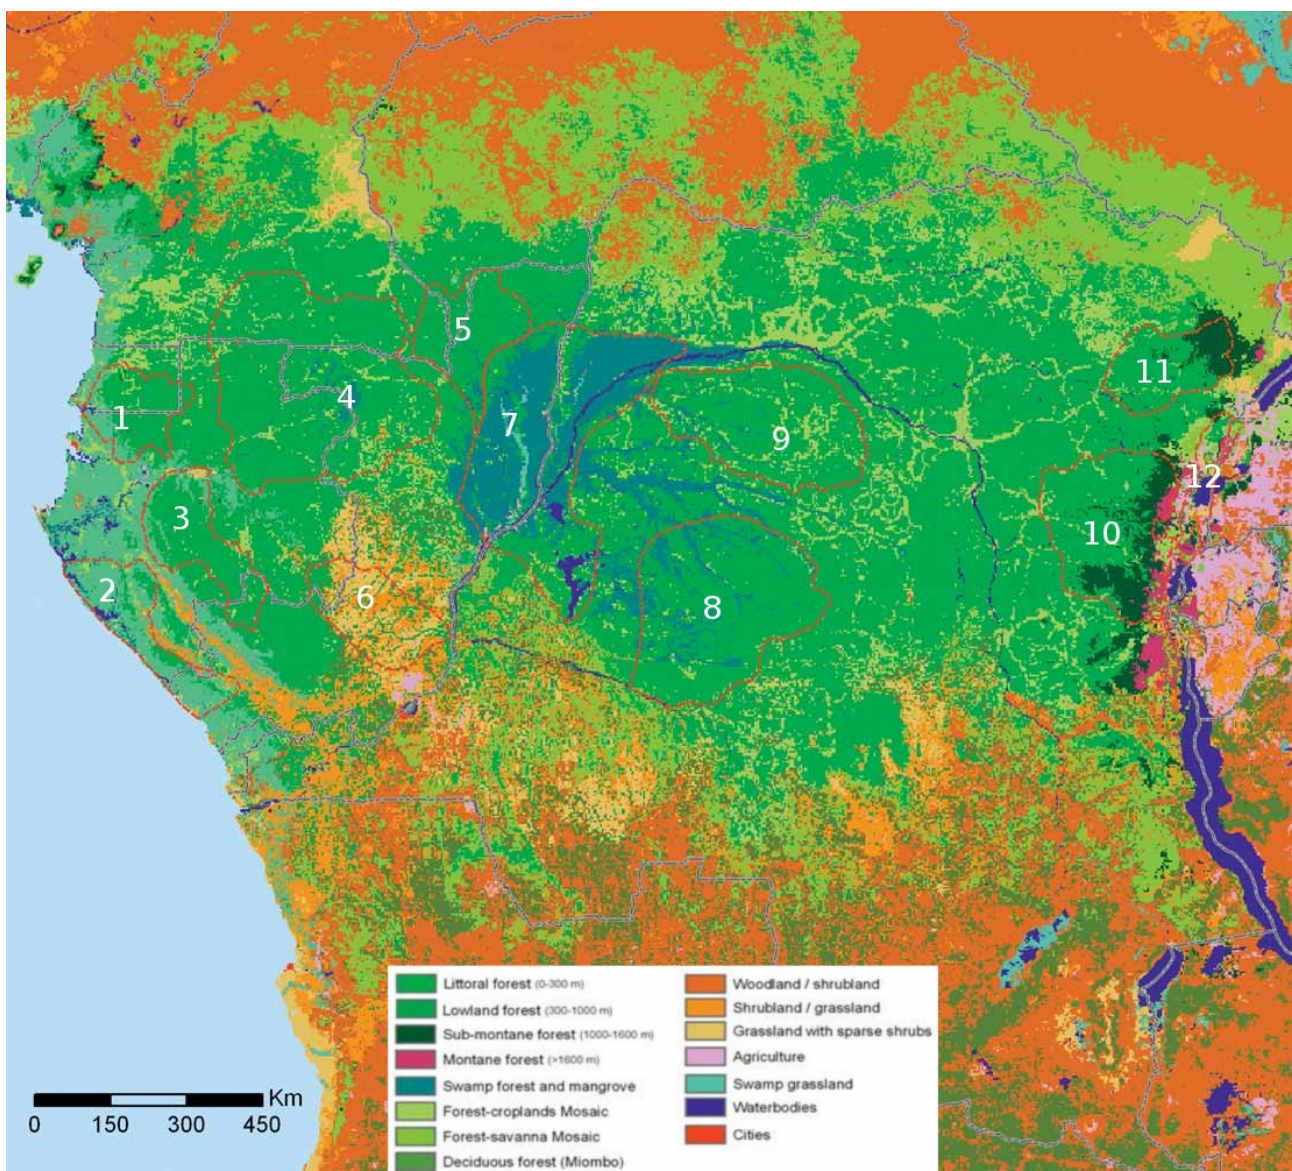 5
11
4
1
7
9
12
3
10
2
6
8
Littoral forest (0-300 m)
Lowland forest (300-1000 m)
Sub-montane forest (1000-1600 m)
Montane forest (>1600 m)
Swamp forest and mangrove
Forest-croplands Mosaic
Forest-savanna Mosaic
Deciduous forest (Miombo)
Woodland / shrubland
Shrubland / grassland
Grassland with sparse shrubs
Agriculture
Swamp grassland
Waterbodies
Cities
Km
0 150 300 450